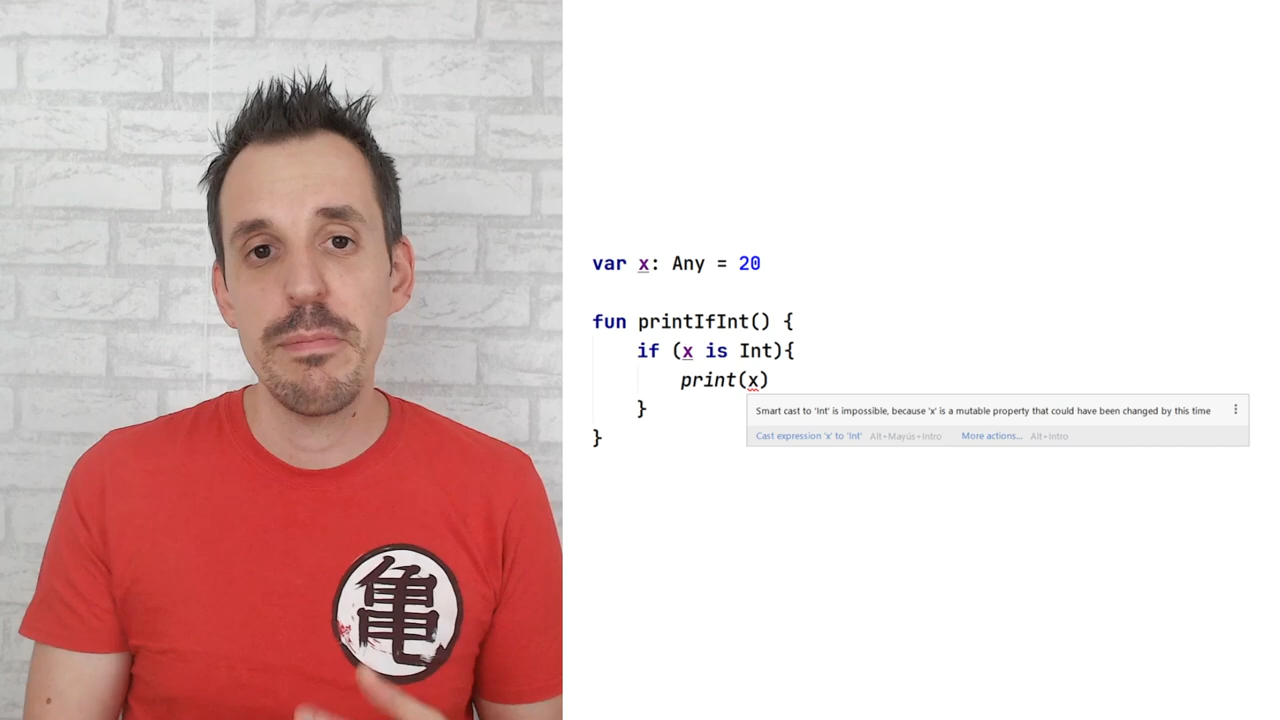 var x: Any = 20
fun printIfInt() {
if (x is Int){
print(x)
}
}
Smart cast to 'Int' is impossible, because 'x' is a mutable property that could have been changed by this time
Cast expression 'x' to 'Int' Alt+Mayús+Intro More actions... Alt+Intro
亀